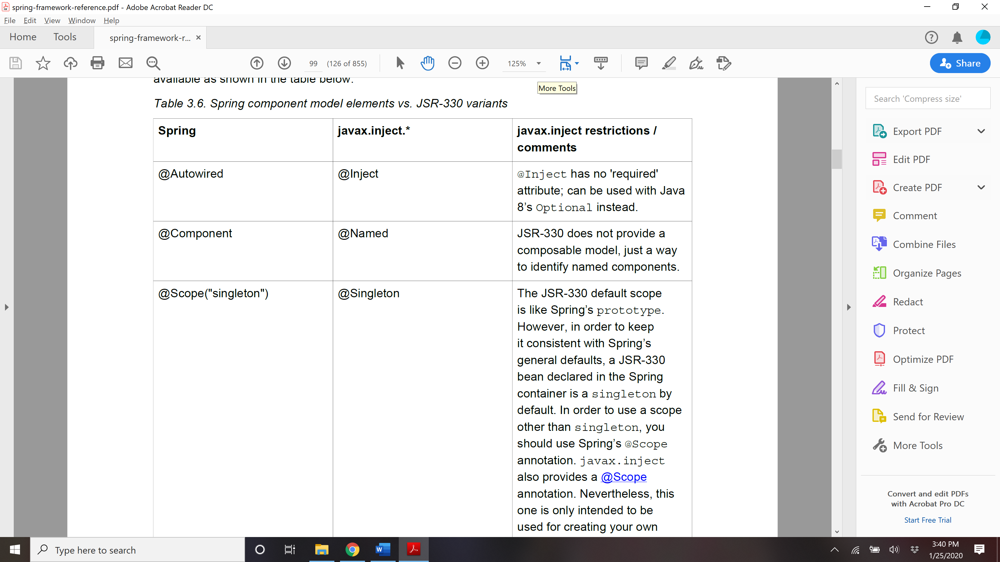 spring-framework-reference.pdf - Adobe Acrobat Reader DC
File Edit View Window Help
Home Tools spring-framework-r... ×
99 (126 of 855) 125% Share
available as shown in the table below.
More Tools
Table 3.6. Spring component model elements vs. JSR-330 variants
Spring javax.inject.* javax.inject restrictions /
comments
@Autowired @Inject @Inject has no 'required'
attribute; can be used with Java
8’s Optional instead.
@Component @Named JSR-330 does not provide a
composable model, just a way
to identify named components.
@Scope("singleton") @Singleton The JSR-330 default scope
is like Spring’s prototype.
However, in order to keep
it consistent with Spring’s
general defaults, a JSR-330
bean declared in the Spring
container is a singleton by
default. In order to use a scope
other than singleton, you
should use Spring’s @Scope
annotation. javax.inject
also provides a @Scope
annotation. Nevertheless, this
one is only intended to be
used for creating your own
Search 'Compress size'
Export PDF
Edit PDF
Create PDF
Comment
Combine Files
Organize Pages
Redact
Protect
Optimize PDF
Fill & Sign
Send for Review
More Tools
Convert and edit PDFs
with Acrobat Pro DC
Start Free Trial
Type here to search
3:40 PM
1/25/2020